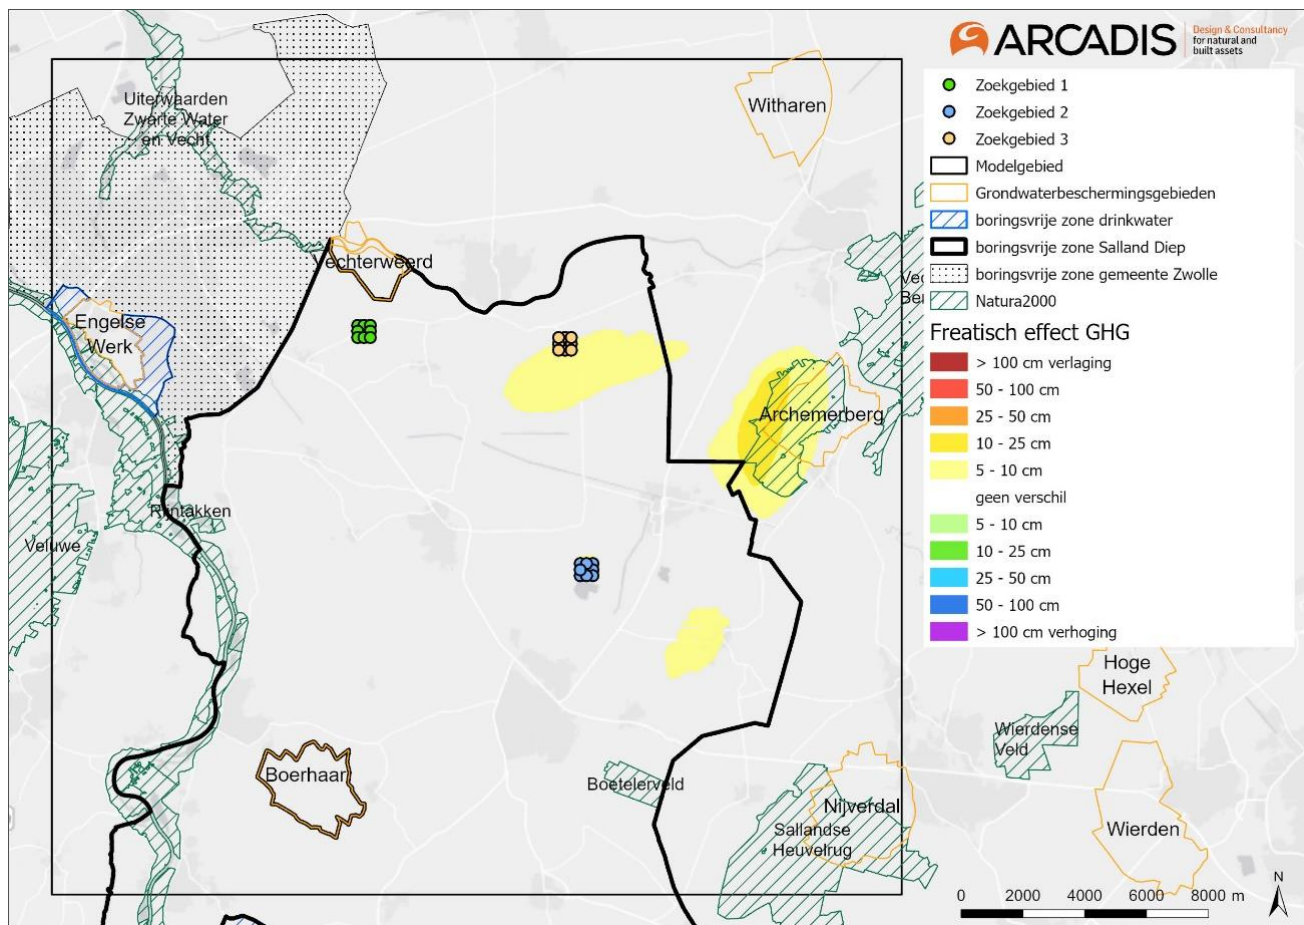 ARCADIS
Design & Consultancy
for natural and
built assets
Zoekgebied 1
Zoekgebied 2
Zoekgebied 3
Modelgebied
Grondwaterbeschermingsgebieden
boringsvrije zone drinkwater
boringsvrije zone Salland Diep
boringsvrije zone gemeente Zwolle
Natura2000
Freatisch effect GHG
> 100 cm verlaging
50 - 100 cm
25 - 50 cm
10 - 25 cm
5 - 10 cm
geen verschil
5 - 10 cm
10 - 25 cm
25 - 50 cm
50 - 100 cm
> 100 cm verhoging
Uiterwaarden
Zwarte Water
en Vecht
Witharen
Vechterweerd
Engelse
Werk
Archemerberg
Rijntakken
Veluwe
Hoge
Hexel
Wierdense
Veld
Boerhaar
Boetelerveld
Nijverdal
Sallandse
Heuvelrug
Wierden
0 2000 4000 6000 8000 m
N